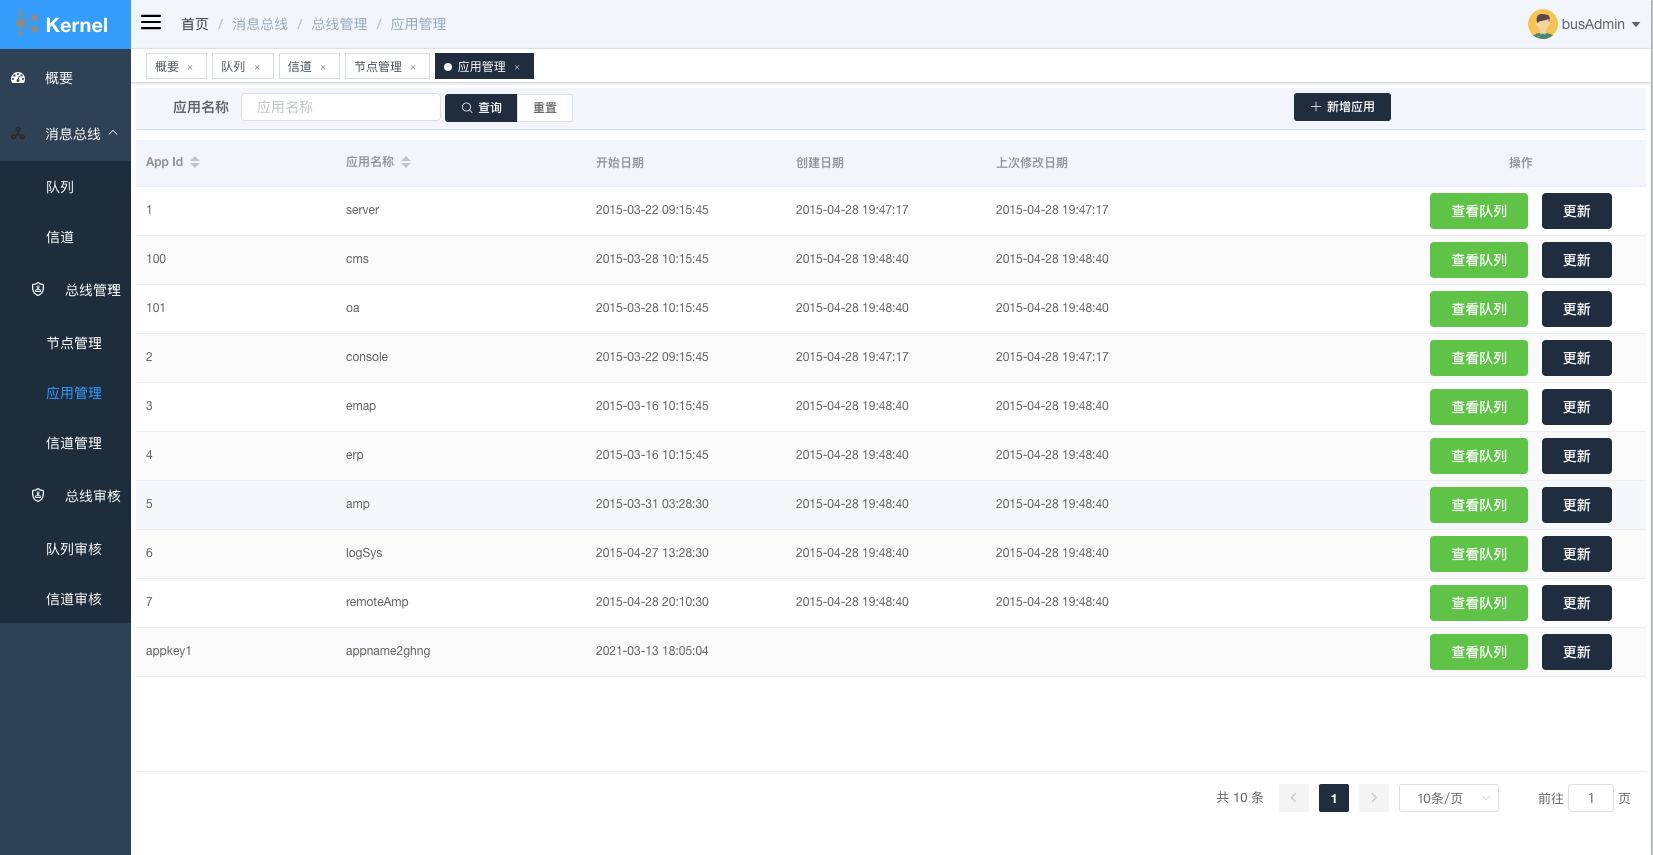 Kernel
首页 / 消息总线 / 总线管理 / 应用管理
busAdmin
概要 ×
队列 ×
信道 ×
节点管理 ×
应用管理 ×
概要
消息总线
队列
信道
总线管理
节点管理
应用管理
信道管理
总线审核
队列审核
信道审核
应用名称 应用名称 查询 重置 新增应用
App Id 应用名称 开始日期 创建日期 上次修改日期 操作
1 server 2015-03-22 09:15:45 2015-04-28 19:47:17 2015-04-28 19:47:17 查看队列 更新
100 cms 2015-03-28 10:15:45 2015-04-28 19:48:40 2015-04-28 19:48:40 查看队列 更新
101 oa 2015-03-28 10:15:45 2015-04-28 19:48:40 2015-04-28 19:48:40 查看队列 更新
2 console 2015-03-22 09:15:45 2015-04-28 19:47:17 2015-04-28 19:47:17 查看队列 更新
3 emap 2015-03-16 10:15:45 2015-04-28 19:48:40 2015-04-28 19:48:40 查看队列 更新
4 erp 2015-03-16 10:15:45 2015-04-28 19:48:40 2015-04-28 19:48:40 查看队列 更新
5 amp 2015-03-31 03:28:30 2015-04-28 19:48:40 2015-04-28 19:48:40 查看队列 更新
6 logSys 2015-04-27 13:28:30 2015-04-28 19:48:40 2015-04-28 19:48:40 查看队列 更新
7 remoteAmp 2015-04-28 20:10:30 2015-04-28 19:48:40 2015-04-28 19:48:40 查看队列 更新
appkey1 appname2ghng 2021-03-13 18:05:04 查看队列 更新
共 10 条 1 10条/页 前往 1 页